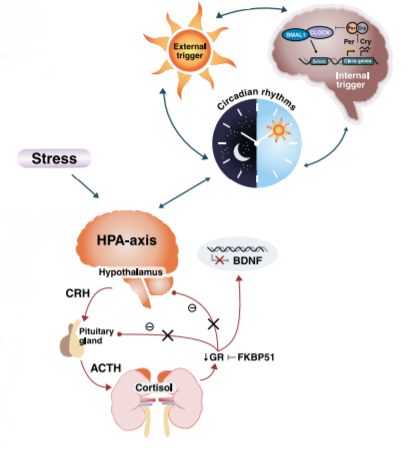 External
trigger
BMAL1
CLOCK
Per
Cry
Per
Cry
E-box
Clock genes
Internal
trigger
Circadian rhythms
Stress
HPA-axis
Hypothalamus
BDNF
CRH
⊖
Pituitary
gland
⊖
↓GR
FKBP51
ACTH
Cortisol